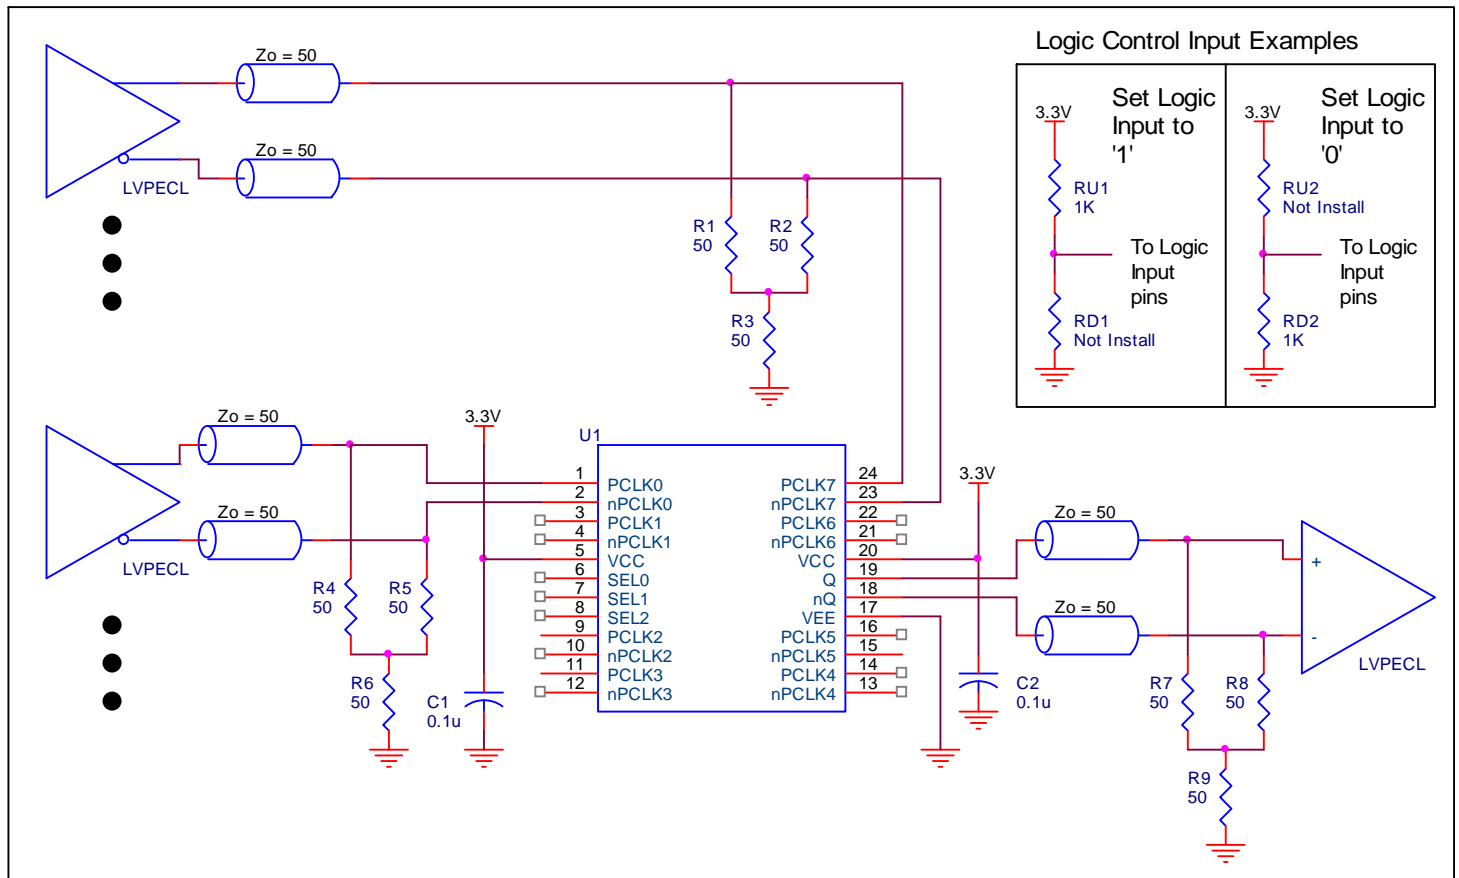 Logic Control Input Examples
Zo = 50
Zo = 50
LVPECL
3.3V
Set Logic
Input to
'1'
RU1
1K
To Logic
Input
pins
RD1
Not Install
3.3V
Set Logic
Input to
'0'
RU2
Not Install
To Logic
Input
pins
RD2
1K
R1
50
R2
50
R3
50
Zo = 50
Zo = 50
LVPECL
R4
50
R5
50
R6
50
3.3V
C1
0.1u
U1
1 PCLK0
2 nPCLK0
3 PCLK1
4 nPCLK1
5 VCC
6 SEL0
7 SEL1
8 SEL2
9 PCLK2
10 nPCLK2
11 PCLK3
12 nPCLK3
PCLK7 24
nPCLK7 23
PCLK6 22
nPCLK6 21
VCC 20
Q 19
nQ 18
VEE 17
PCLK5 16
nPCLK5 15
PCLK4 14
nPCLK4 13
3.3V
C2
0.1u
Zo = 50
Zo = 50
+
-
LVPECL
R7
50
R8
50
R9
50